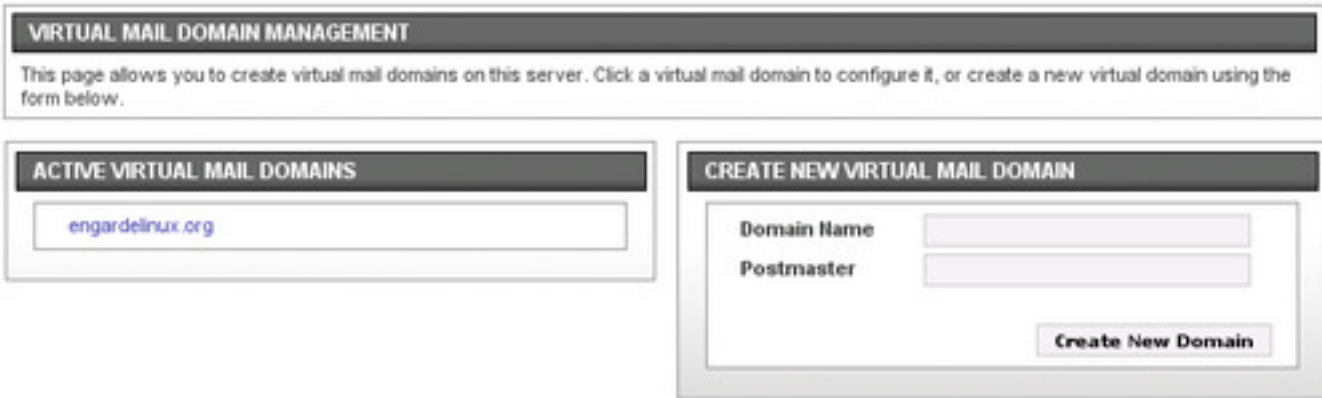 VIRTUAL MAIL DOMAIN MANAGEMENT
This page allows you to create virtual mail domains on this server. Click a virtual mail domain to configure it, or create a new virtual domain using the
form below.
ACTIVE VIRTUAL MAIL DOMAINS
engardelinux.org
CREATE NEW VIRTUAL MAIL DOMAIN
Domain Name
Postmaster
Create New Domain